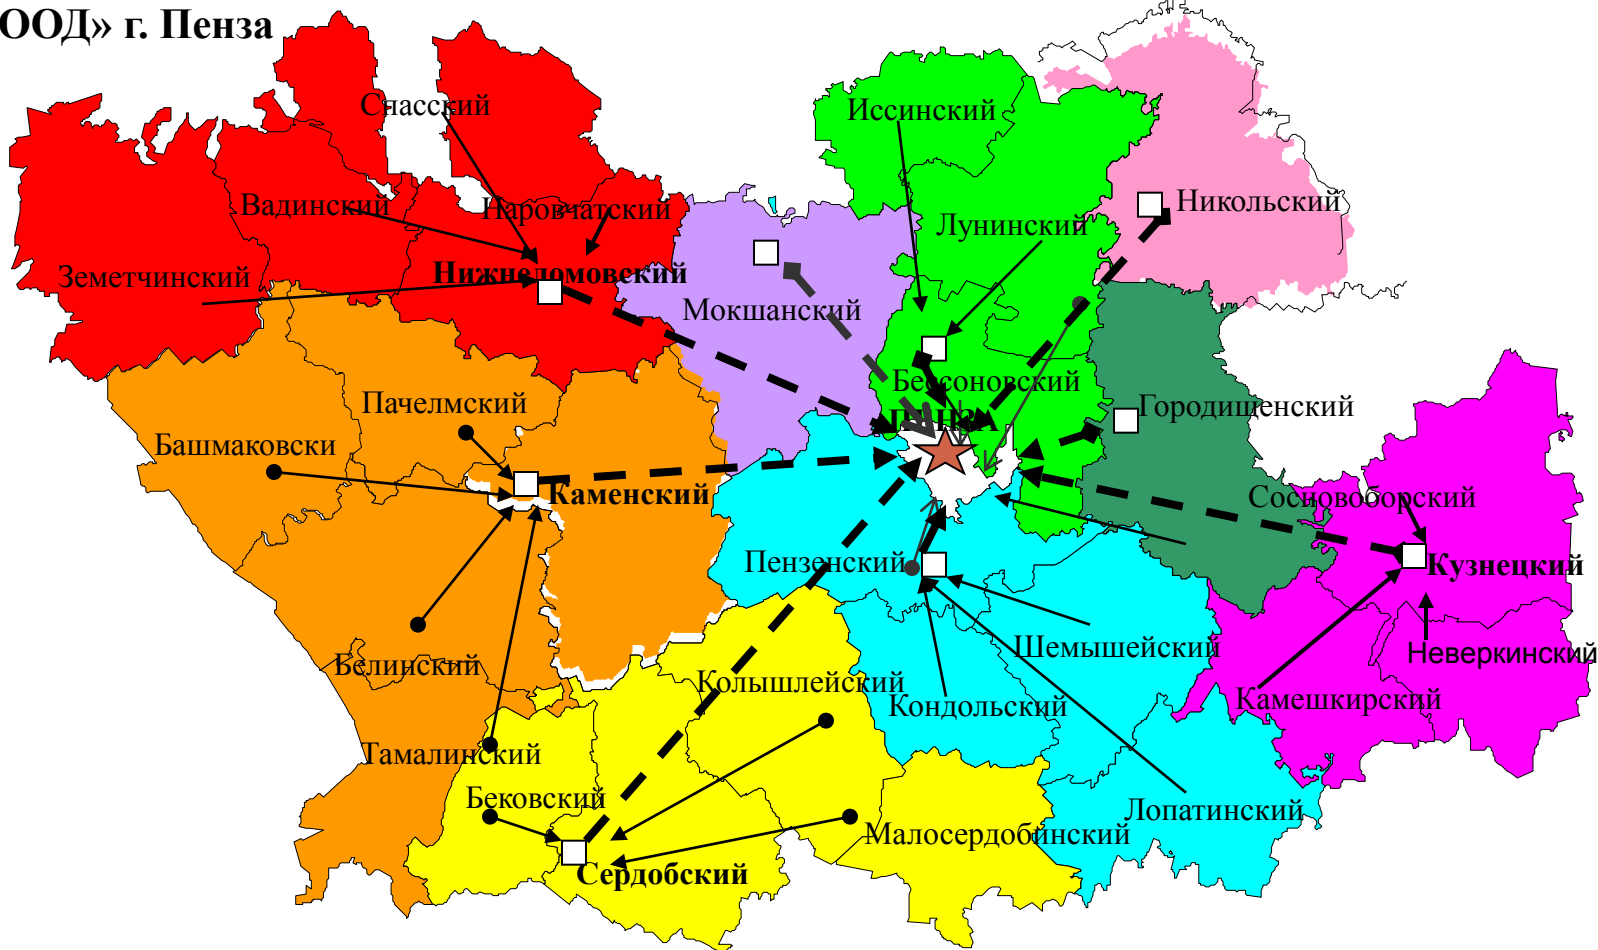 ООД» г. Пенза
Спасский
Иссинский
Вадинский
Наровчатский
Никольский
Лунинский
Земетчинский
Нижнеломовский
Мокшанский
Бессоновский
Пачелмский
Городищенский
ПЕНЗА
Башмаковски
Каменский
Сосновоборский
Пензенский
Кузнецкий
Шемышейский
Неверкинский
Белинский
Колышлейский
Камешкирский
Кондольский
Тамалинский
Бековский
Лопатинский
Малосердобинский
Сердобский